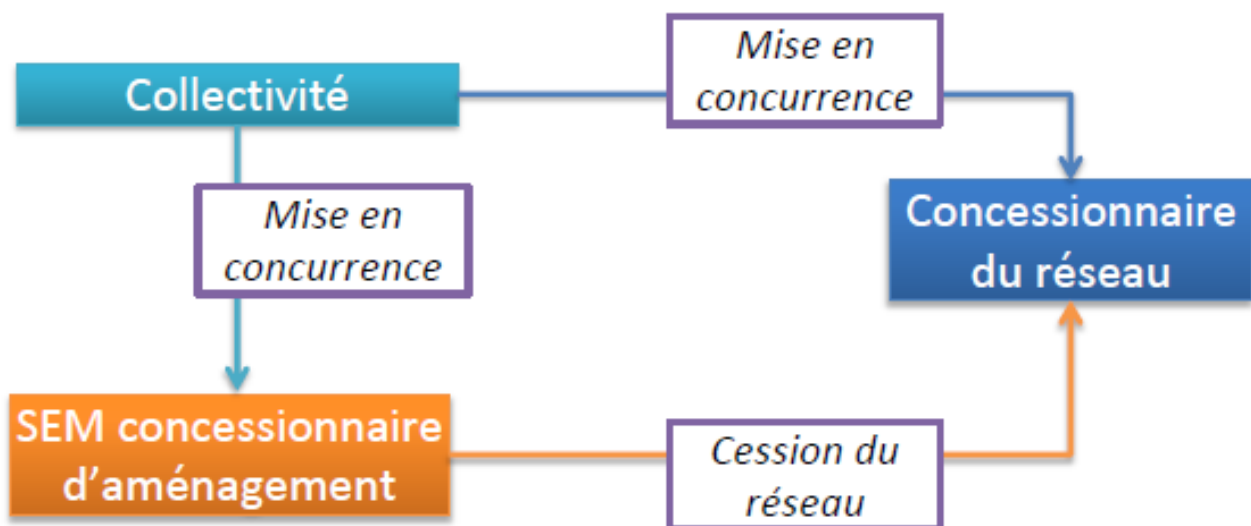 Mise en
concurrence
Collectivité
Mise en
concurrence
Concessionnaire
du réseau
SEM concessionnaire
d’aménagement
Cession du
réseau